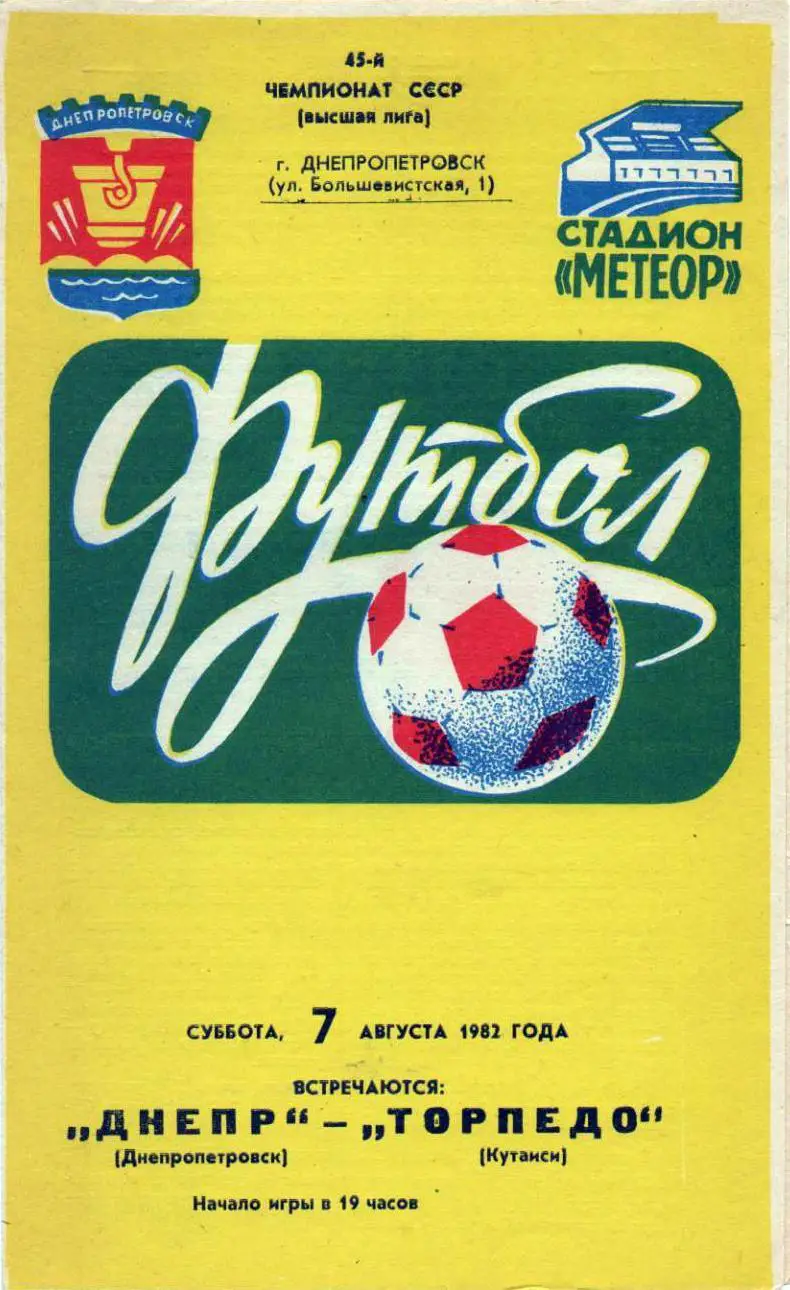 45-й
ЧЕМПИОНАТ СССР
(высшая лига)
г. ДНЕПРОПЕТРОВСК
(ул. Большевистская, 1)
ДНЕПРОПЕТРОВСК
СТАДИОН
«МЕТЕОР»
Футбол
СУББОТА, 7 АВГУСТА 1982 ГОДА
ВСТРЕЧАЮТСЯ:
„ДНЕПР“ – „ТОРПЕДО“
(Днепропетровск) (Кутаиси)
Начало игры в 19 часов